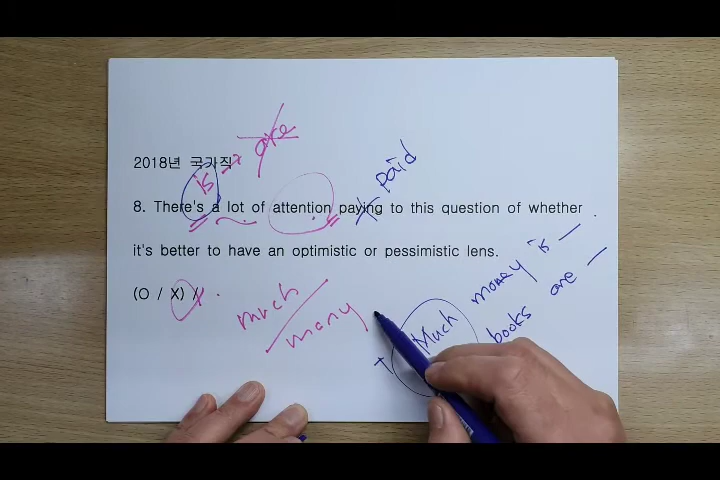 2018년 국가직
is → are
paid
8. There's a lot of attention paying to this question of whether
it's better to have an optimistic or pessimistic lens.
(O / X)
much
many
Much money is
books are